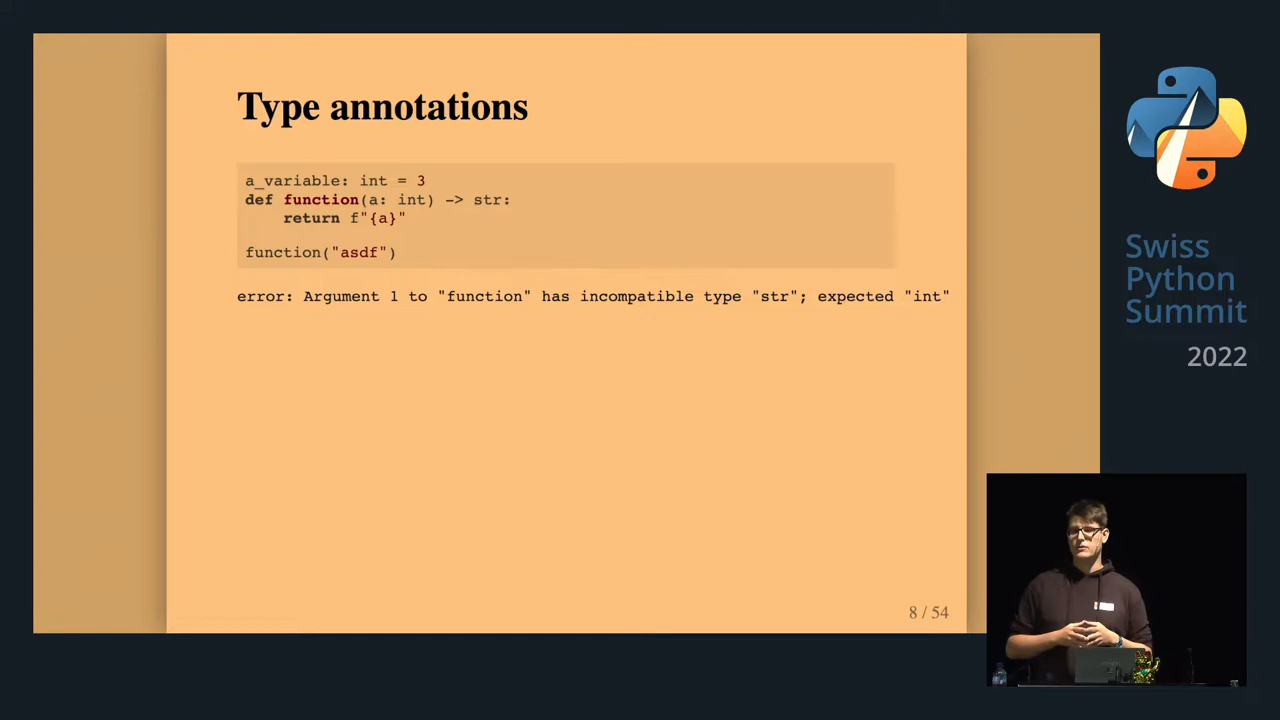 Type annotations
a_variable: int = 3
def function(a: int) -> str:
    return f"{a}"
function("asdf")
error: Argument 1 to "function" has incompatible type "str"; expected "int"
8 / 54
Swiss
Python
Summit
2022